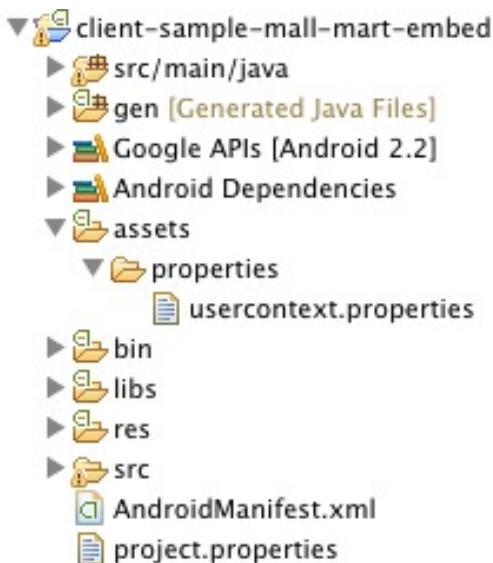 client-sample-mall-mart-embed
src/main/java
gen [Generated Java Files]
Google APIs [Android 2.2]
Android Dependencies
assets
properties
usercontext.properties
bin
libs
res
src
AndroidManifest.xml
project.properties